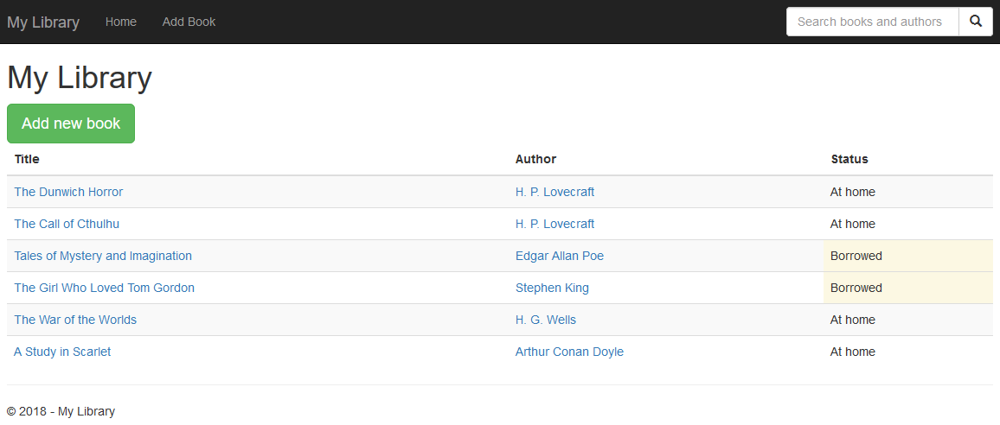 My Library Home Add Book Search books and authors
My Library
Add new book
Title Author Status
The Dunwich Horror H. P. Lovecraft At home
The Call of Cthulhu H. P. Lovecraft At home
Tales of Mystery and Imagination Edgar Allan Poe Borrowed
The Girl Who Loved Tom Gordon Stephen King Borrowed
The War of the Worlds H. G. Wells At home
A Study in Scarlet Arthur Conan Doyle At home
© 2018 - My Library